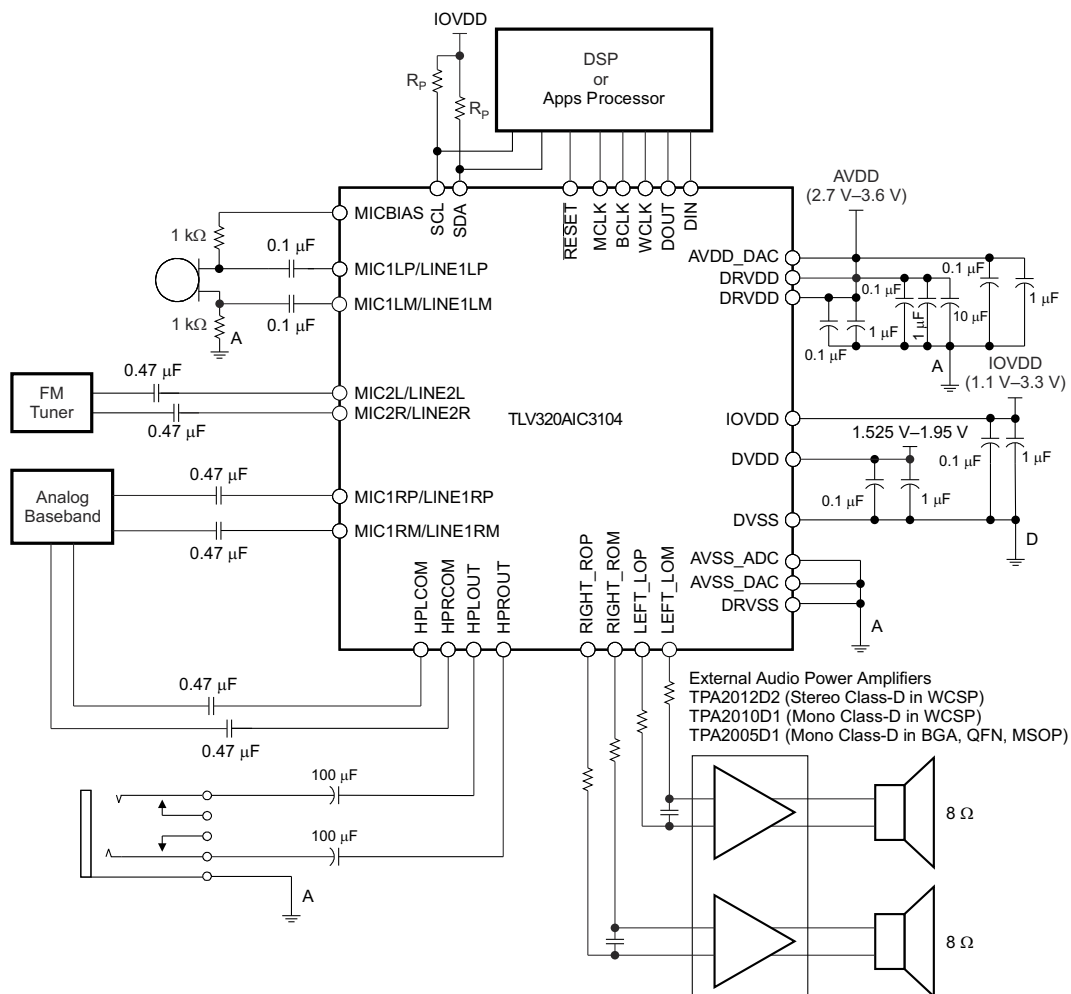 IOVDD
R_P
R_P
DSP
or
Apps Processor
AVDD
(2.7 V–3.6 V)
SCL
SDA
RESET
MCLK
BCLK
WCLK
DOUT
DIN
MICBIAS
1 kΩ
0.1 μF
MIC1LP/LINE1LP
MIC1LM/LINE1LM
1 kΩ
A
0.1 μF
AVDD_DAC
DRVDD
DRVDD
0.1 μF
1 μF
0.1 μF
1 μF
10 μF
0.1 μF
1 μF
A
IOVDD
(1.1 V–3.3 V)
FM
Tuner
0.47 μF
0.47 μF
MIC2L/LINE2L
MIC2R/LINE2R
TLV320AIC3104
IOVDD
1.525 V–1.95 V
DVDD
0.1 μF
1 μF
0.1 μF
1 μF
DVSS
D
Analog
Baseband
0.47 μF
0.47 μF
MIC1RP/LINE1RP
MIC1RM/LINE1RM
AVSS_ADC
AVSS_DAC
DRVSS
A
HPLCOM
HPRCOM
HPLOUT
HPROUT
RIGHT_ROP
RIGHT_ROM
LEFT_LOP
LEFT_LOM
0.47 μF
0.47 μF
External Audio Power Amplifiers
TPA2012D2 (Stereo Class-D in WCSP)
TPA2010D1 (Mono Class-D in WCSP)
TPA2005D1 (Mono Class-D in BGA, QFN, MSOP)
100 μF
100 μF
A
8 Ω
8 Ω